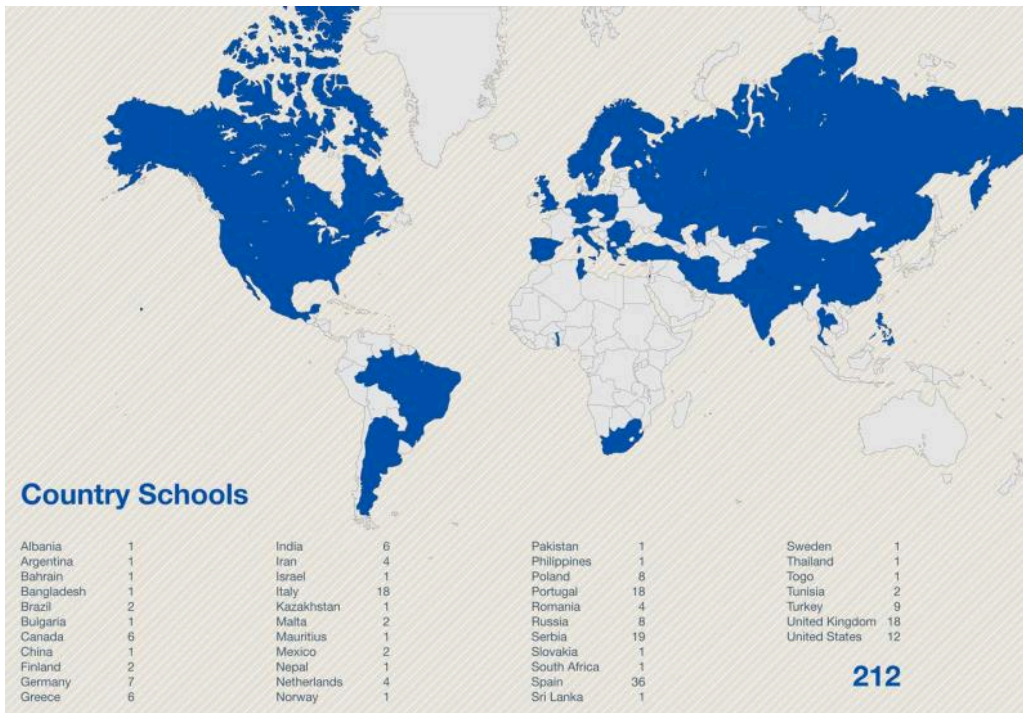 Country Schools
Albania 1
Argentina 1
Bahrain 1
Bangladesh 1
Brazil 2
Bulgaria 1
Canada 6
China 1
Finland 2
Germany 7
Greece 6
India 6
Iran 4
Israel 1
Italy 18
Kazakhstan 1
Malta 2
Mauritius 1
Mexico 2
Nepal 1
Netherlands 4
Norway 1
Pakistan 1
Philippines 1
Poland 8
Portugal 18
Romania 4
Russia 8
Serbia 19
Slovakia 1
South Africa 1
Spain 36
Sri Lanka 1
Sweden 1
Thailand 1
Togo 1
Tunisia 2
Turkey 9
United Kingdom 18
United States 12
212